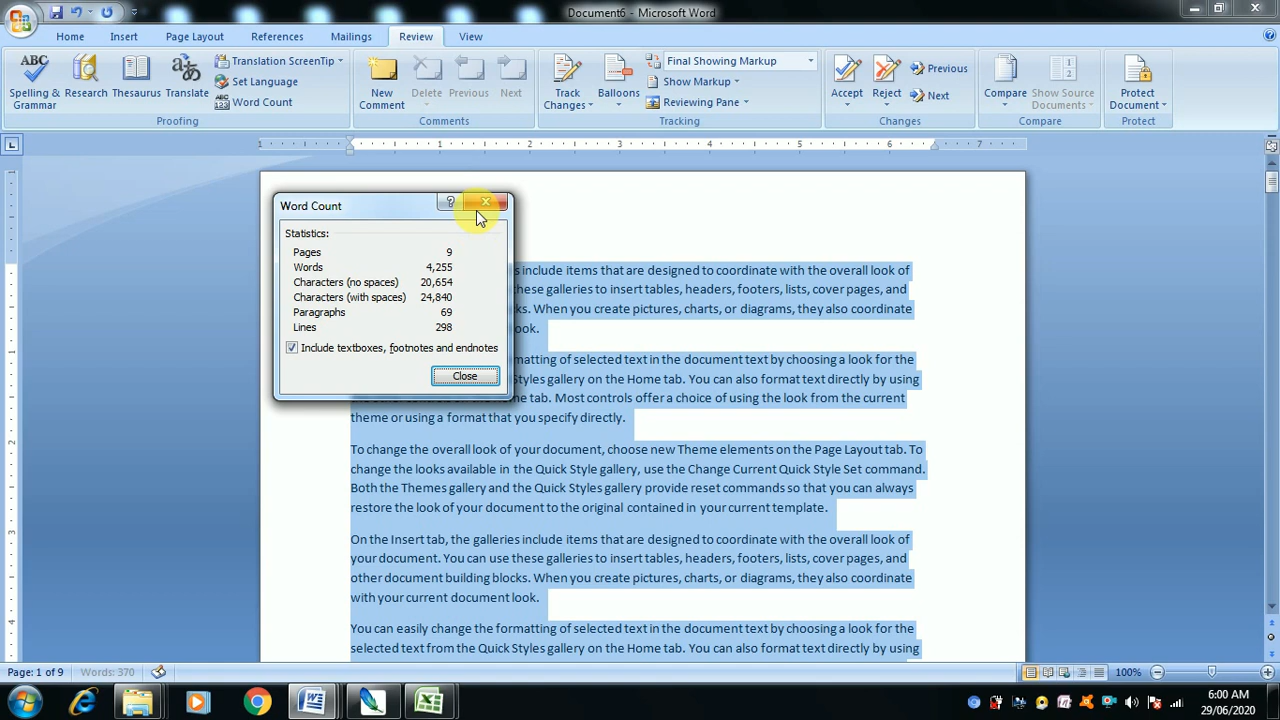 Document6 - Microsoft Word
Home Insert Page Layout References Mailings Review View
ABC Spelling & Grammar
Research
Thesaurus
Translate
Translation ScreenTip
Set Language
ABC 123 Word Count
Proofing
New Comment
Delete
Previous
Next
Comments
Track Changes
Balloons
Final Showing Markup
Show Markup
Reviewing Pane
Tracking
Accept
Reject
Previous
Next
Changes
Compare
Show Source Documents
Compare
Protect Document
Protect
1 1 2 3 4 5 6 7
Word Count
Statistics:
Pages 9
Words 4,255
Characters (no spaces) 20,654
Characters (with spaces) 24,840
Paragraphs 69
Lines 298
Include textboxes, footnotes and endnotes
Close
include items that are designed to coordinate with the overall look of
these galleries to insert tables, headers, footers, lists, cover pages, and
When you create pictures, charts, or diagrams, they also coordinate
of selected text in the document text by choosing a look for the
Styles gallery on the Home tab. You can also format text directly by using
tab. Most controls offer a choice of using the look from the current
theme or using a format that you specify directly.
To change the overall look of your document, choose new Theme elements on the Page Layout tab. To
change the looks available in the Quick Style gallery, use the Change Current Quick Style Set command.
Both the Themes gallery and the Quick Styles gallery provide reset commands so that you can always
restore the look of your document to the original contained in your current template.
On the Insert tab, the galleries include items that are designed to coordinate with the overall look of
your document. You can use these galleries to insert tables, headers, footers, lists, cover pages, and
other document building blocks. When you create pictures, charts, or diagrams, they also coordinate
with your current document look.
You can easily change the formatting of selected text in the document text by choosing a look for the
selected text from the Quick Styles gallery on the Home tab. You can also format text directly by using
Page: 1 of 9 Words: 370 100%
6:00 AM
29/06/2020